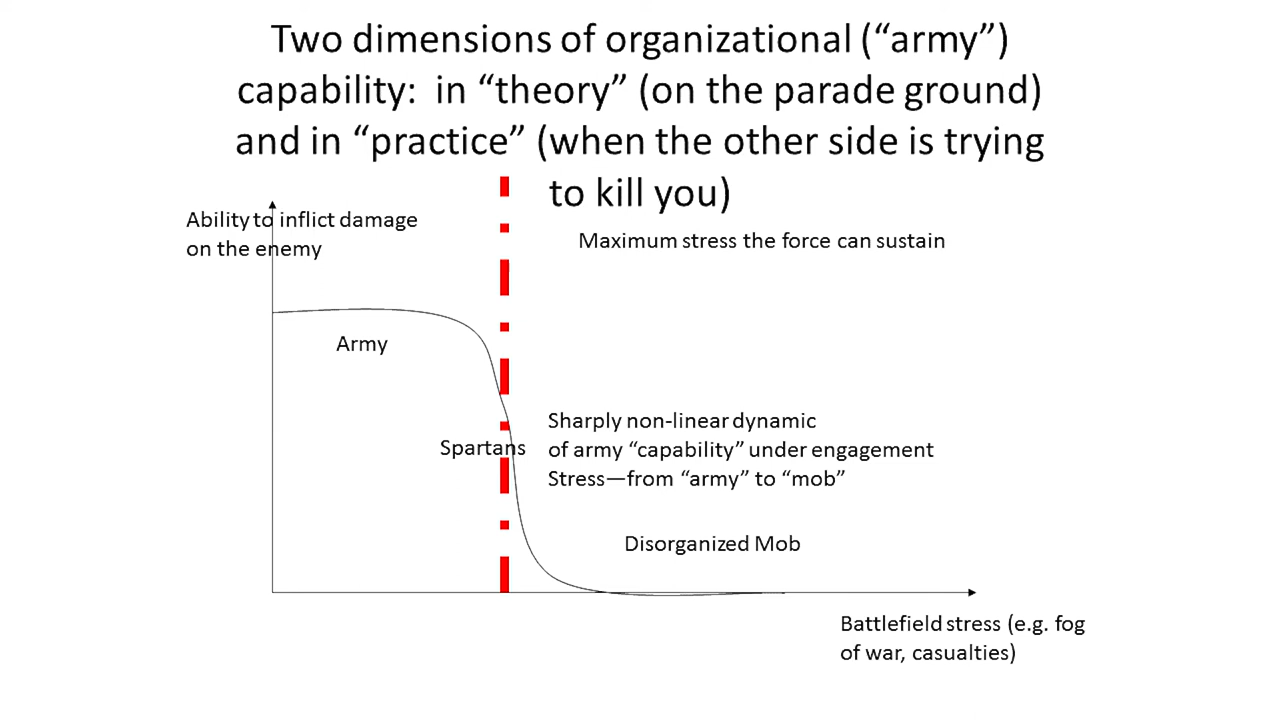 Two dimensions of organizational (“army”)
capability:  in “theory” (on the parade ground)
and in “practice” (when the other side is trying
to kill you)
Ability to inflict damage
on the enemy
Maximum stress the force can sustain
Army
Spartans
Sharply non-linear dynamic
of army “capability” under engagement
Stress—from “army” to “mob”
Disorganized Mob
Battlefield stress (e.g. fog
of war, casualties)